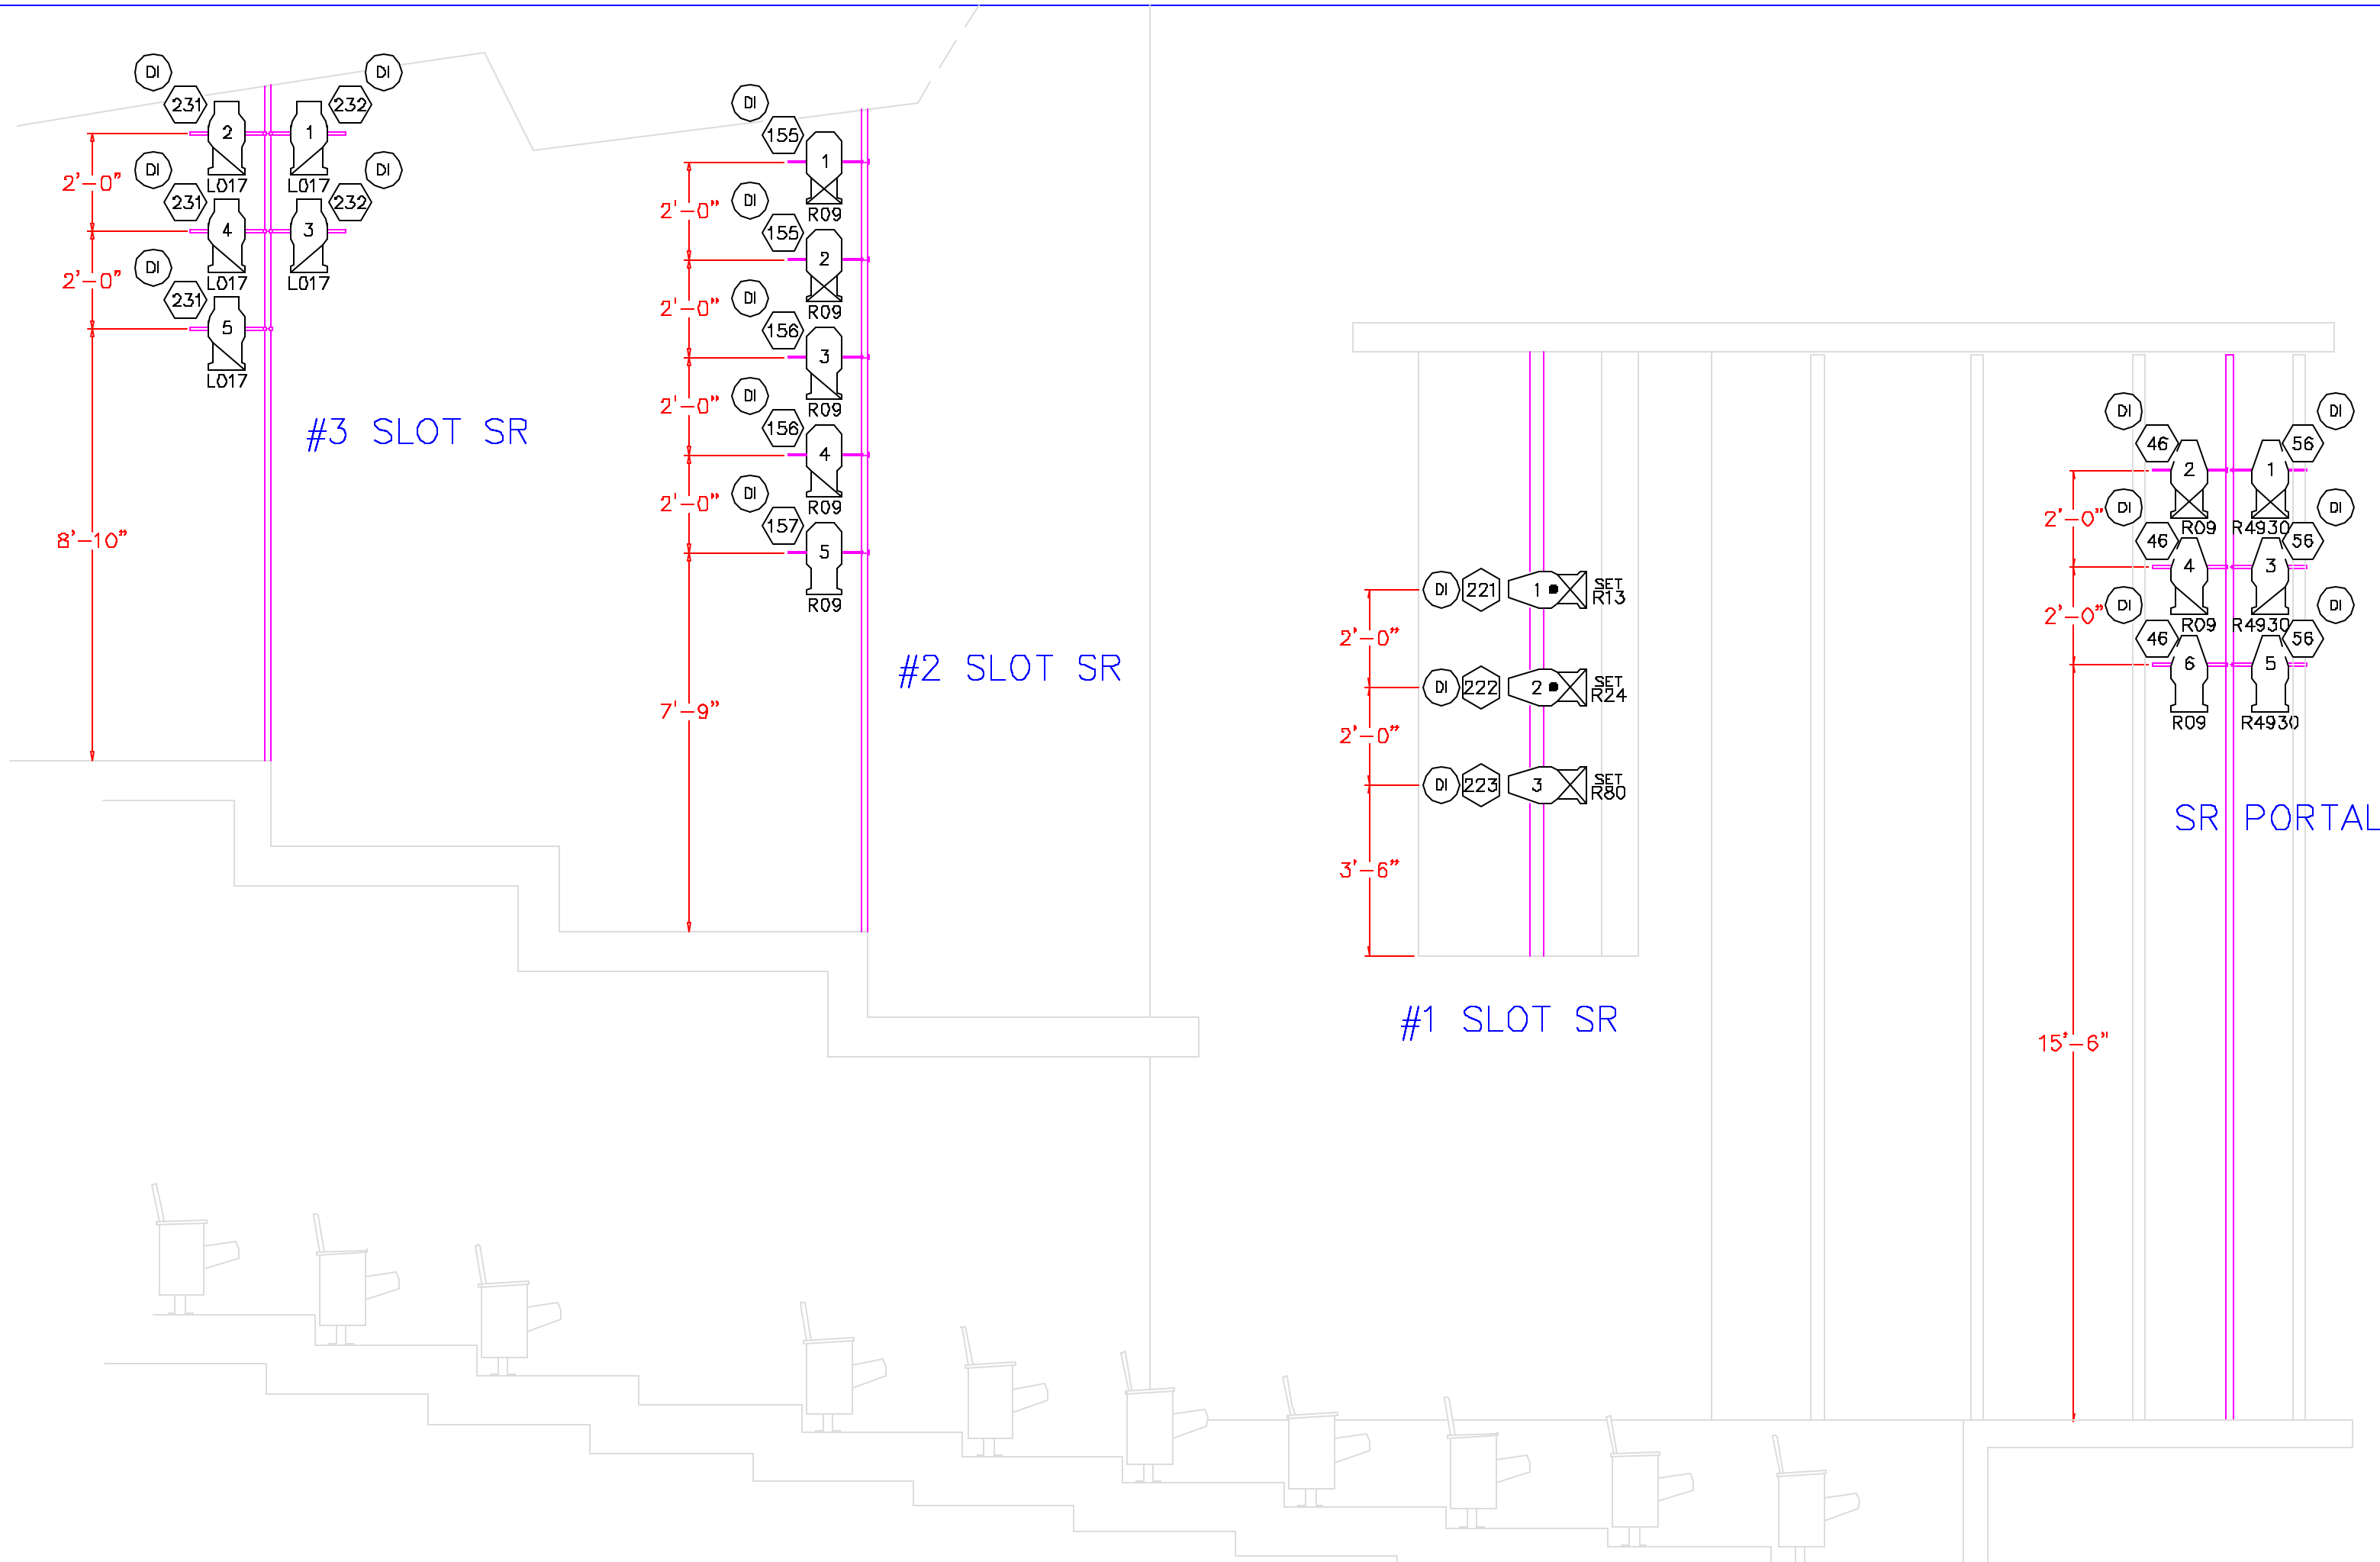 DI
231
2
L017
DI
232
1
L017
2'-0"
DI
231
4
L017
DI
232
3
L017
2'-0"
DI
231
5
L017
8'-10"
#3 SLOT SR
DI
155
1
R09
2'-0"
DI
155
2
R09
2'-0"
DI
156
3
R09
2'-0"
DI
156
4
R09
2'-0"
DI
157
5
R09
7'-9"
#2 SLOT SR
DI 221 1 SET
R13
2'-0"
DI 222 2 SET
R24
2'-0"
DI 223 3 SET
R80
3'-6"
#1 SLOT SR
DI
46
2
R09
DI
56
1
R4930
2'-0"
DI
46
4
R09
DI
56
3
R4930
2'-0"
DI
46
6
R09
DI
56
5
R4930
15'-6"
SR PORTAL